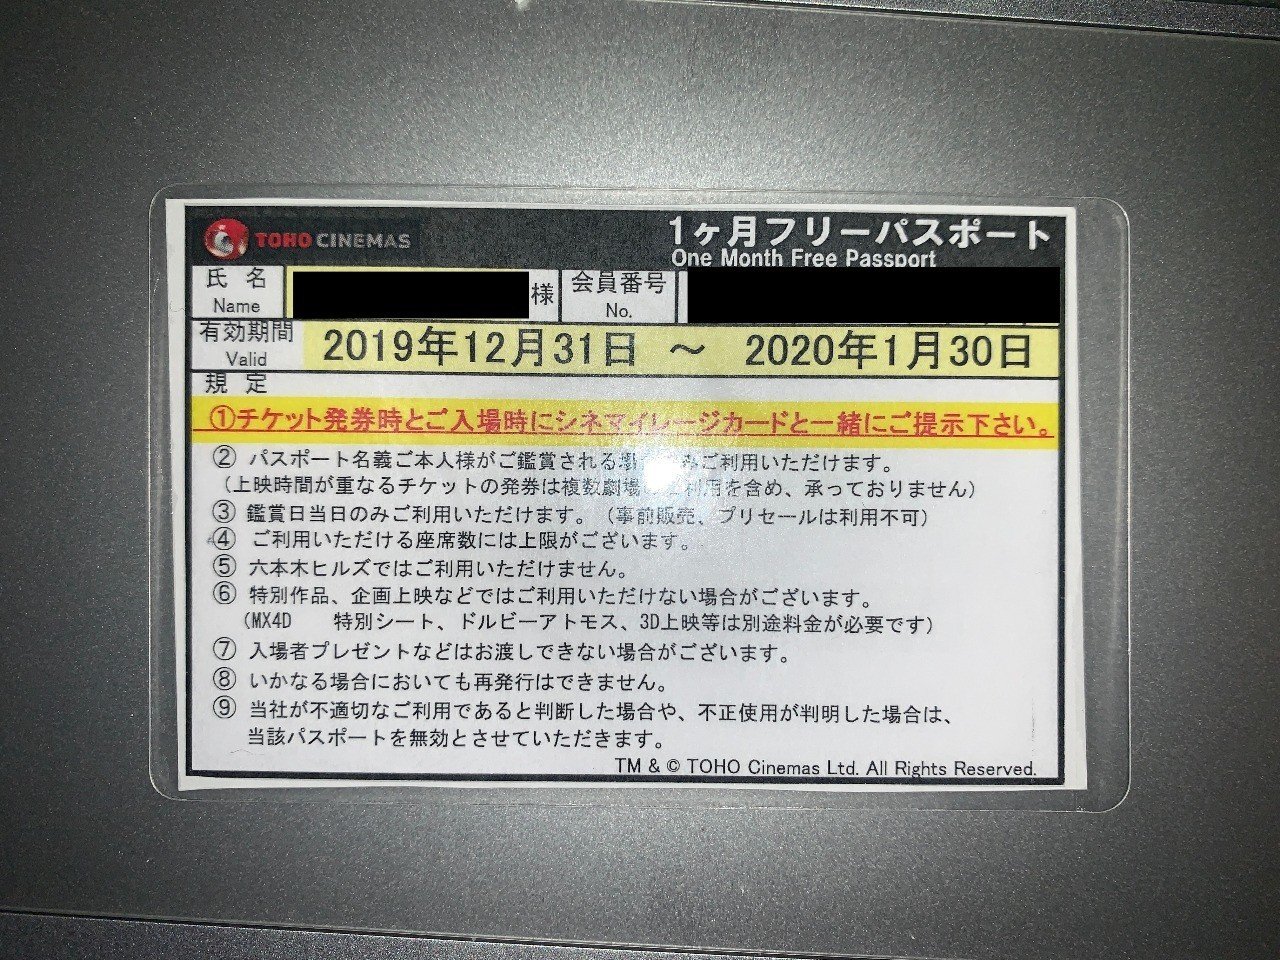 TOHO CINEMAS
1ヶ月フリーパスポート
One Month Free Passport
氏 名
Name
様
会員番号
No.
有効期間
Valid
2019年12月31日 ～ 2020年1月30日
規 定
①チケット発券時とご入場時にシネマイレージカードと一緒にご提示下さい。
② パスポート名義ご本人様がご鑑賞される みご利用いただけます。
（上映時間が重なるチケットの発券は複数劇場 利用を含め、承っておりません）
③ 鑑賞日当日のみご利用いただけます。（事前販売、プリセールは利用不可）
④ ご利用いただける座席数には上限がございます。
⑤ 六本木ヒルズではご利用いただけません。
⑥ 特別作品、企画上映などではご利用いただけない場合がございます。
（MX4D 特別シート、ドルビーアトモス、3D上映等は別途料金が必要です）
⑦ 入場者プレゼントなどはお渡しできない場合がございます。
⑧ いかなる場合においても再発行はできません。
⑨ 当社が不適切なご利用であると判断した場合や、不正使用が判明した場合は、
当該パスポートを無効とさせていただきます。
TM & © TOHO Cinemas Ltd. All Rights Reserved.